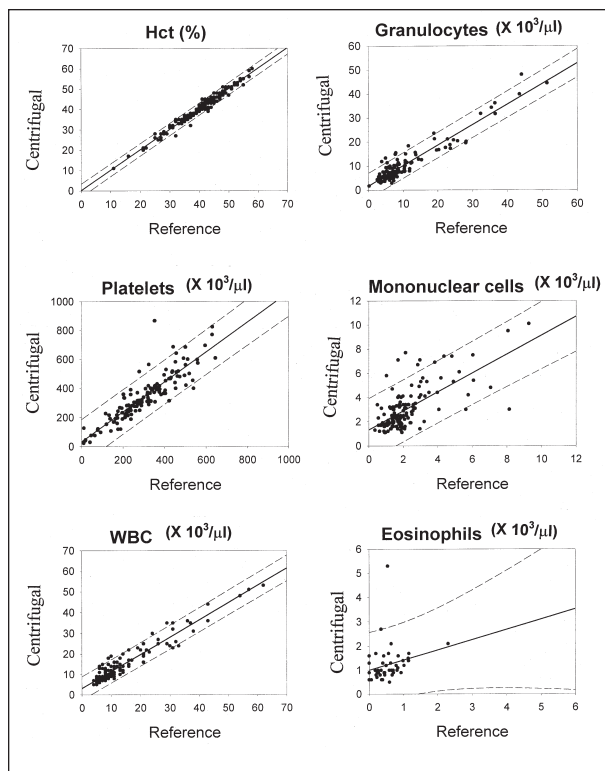 Hct (%)
70
60
50
40
30
20
10
0
Centrifugal
0 10 20 30 40 50 60 70
Reference
Granulocytes (X 10³/µl)
60
50
40
30
20
10
0
Centrifugal
0 10 20 30 40 50 60
Reference
Platelets (X 10³/µl)
1000
800
600
400
200
0
Centrifugal
0 200 400 600 800 1000
Reference
Mononuclear cells (X 10³/µl)
12
10
8
6
4
2
0
Centrifugal
0 2 4 6 8 10 12
Reference
WBC (X 10³/µl)
70
60
50
40
30
20
10
0
Centrifugal
0 10 20 30 40 50 60 70
Reference
Eosinophils (X 10³/µl)
6
5
4
3
2
1
0
Centrifugal
0 1 2 3 4 5 6
Reference